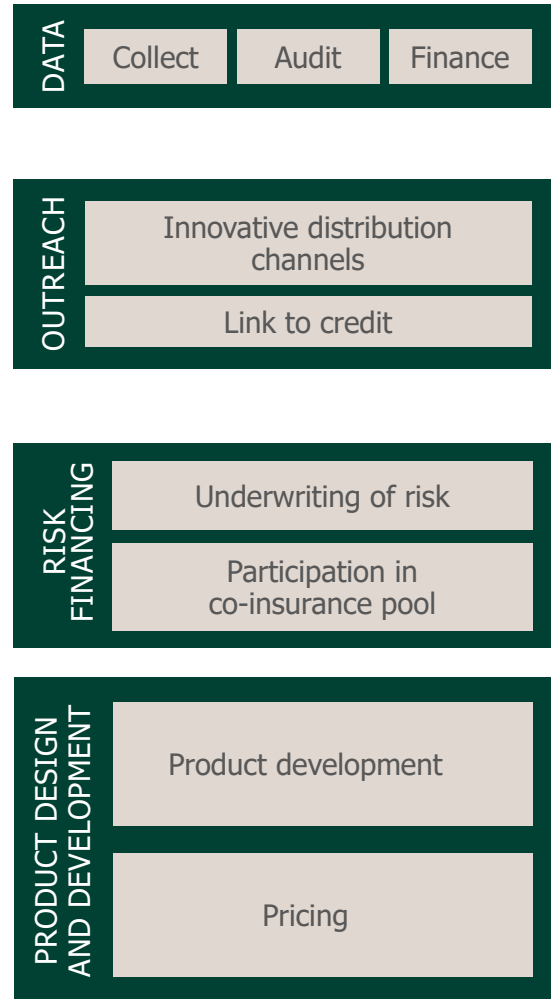 DATA
Collect
Audit
Finance
OUTREACH
Innovative distribution
channels
Link to credit
RISK
FINANCING
Underwriting of risk
Participation in
co-insurance pool
PRODUCT DESIGN
AND DEVELOPMENT
Product development
Pricing